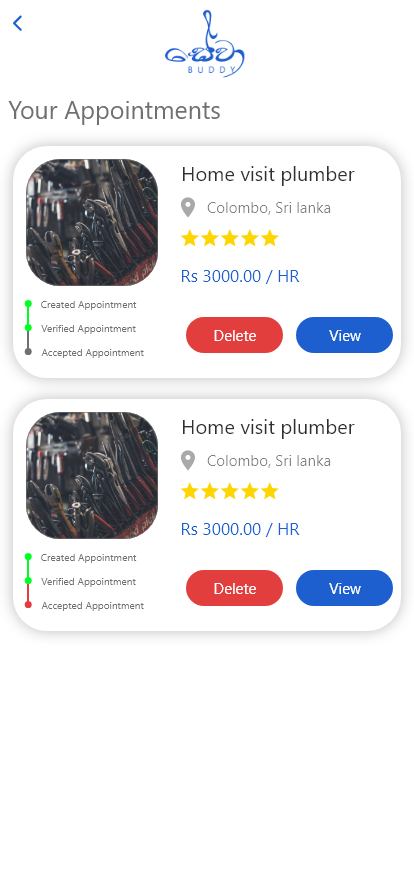 සේවා
BUDDY
Your Appointments
Home visit plumber
Colombo, Sri lanka
Rs 3000.00 / HR
Created Appointment
Verified Appointment
Accepted Appointment
Delete
View
Home visit plumber
Colombo, Sri lanka
Rs 3000.00 / HR
Created Appointment
Verified Appointment
Accepted Appointment
Delete
View